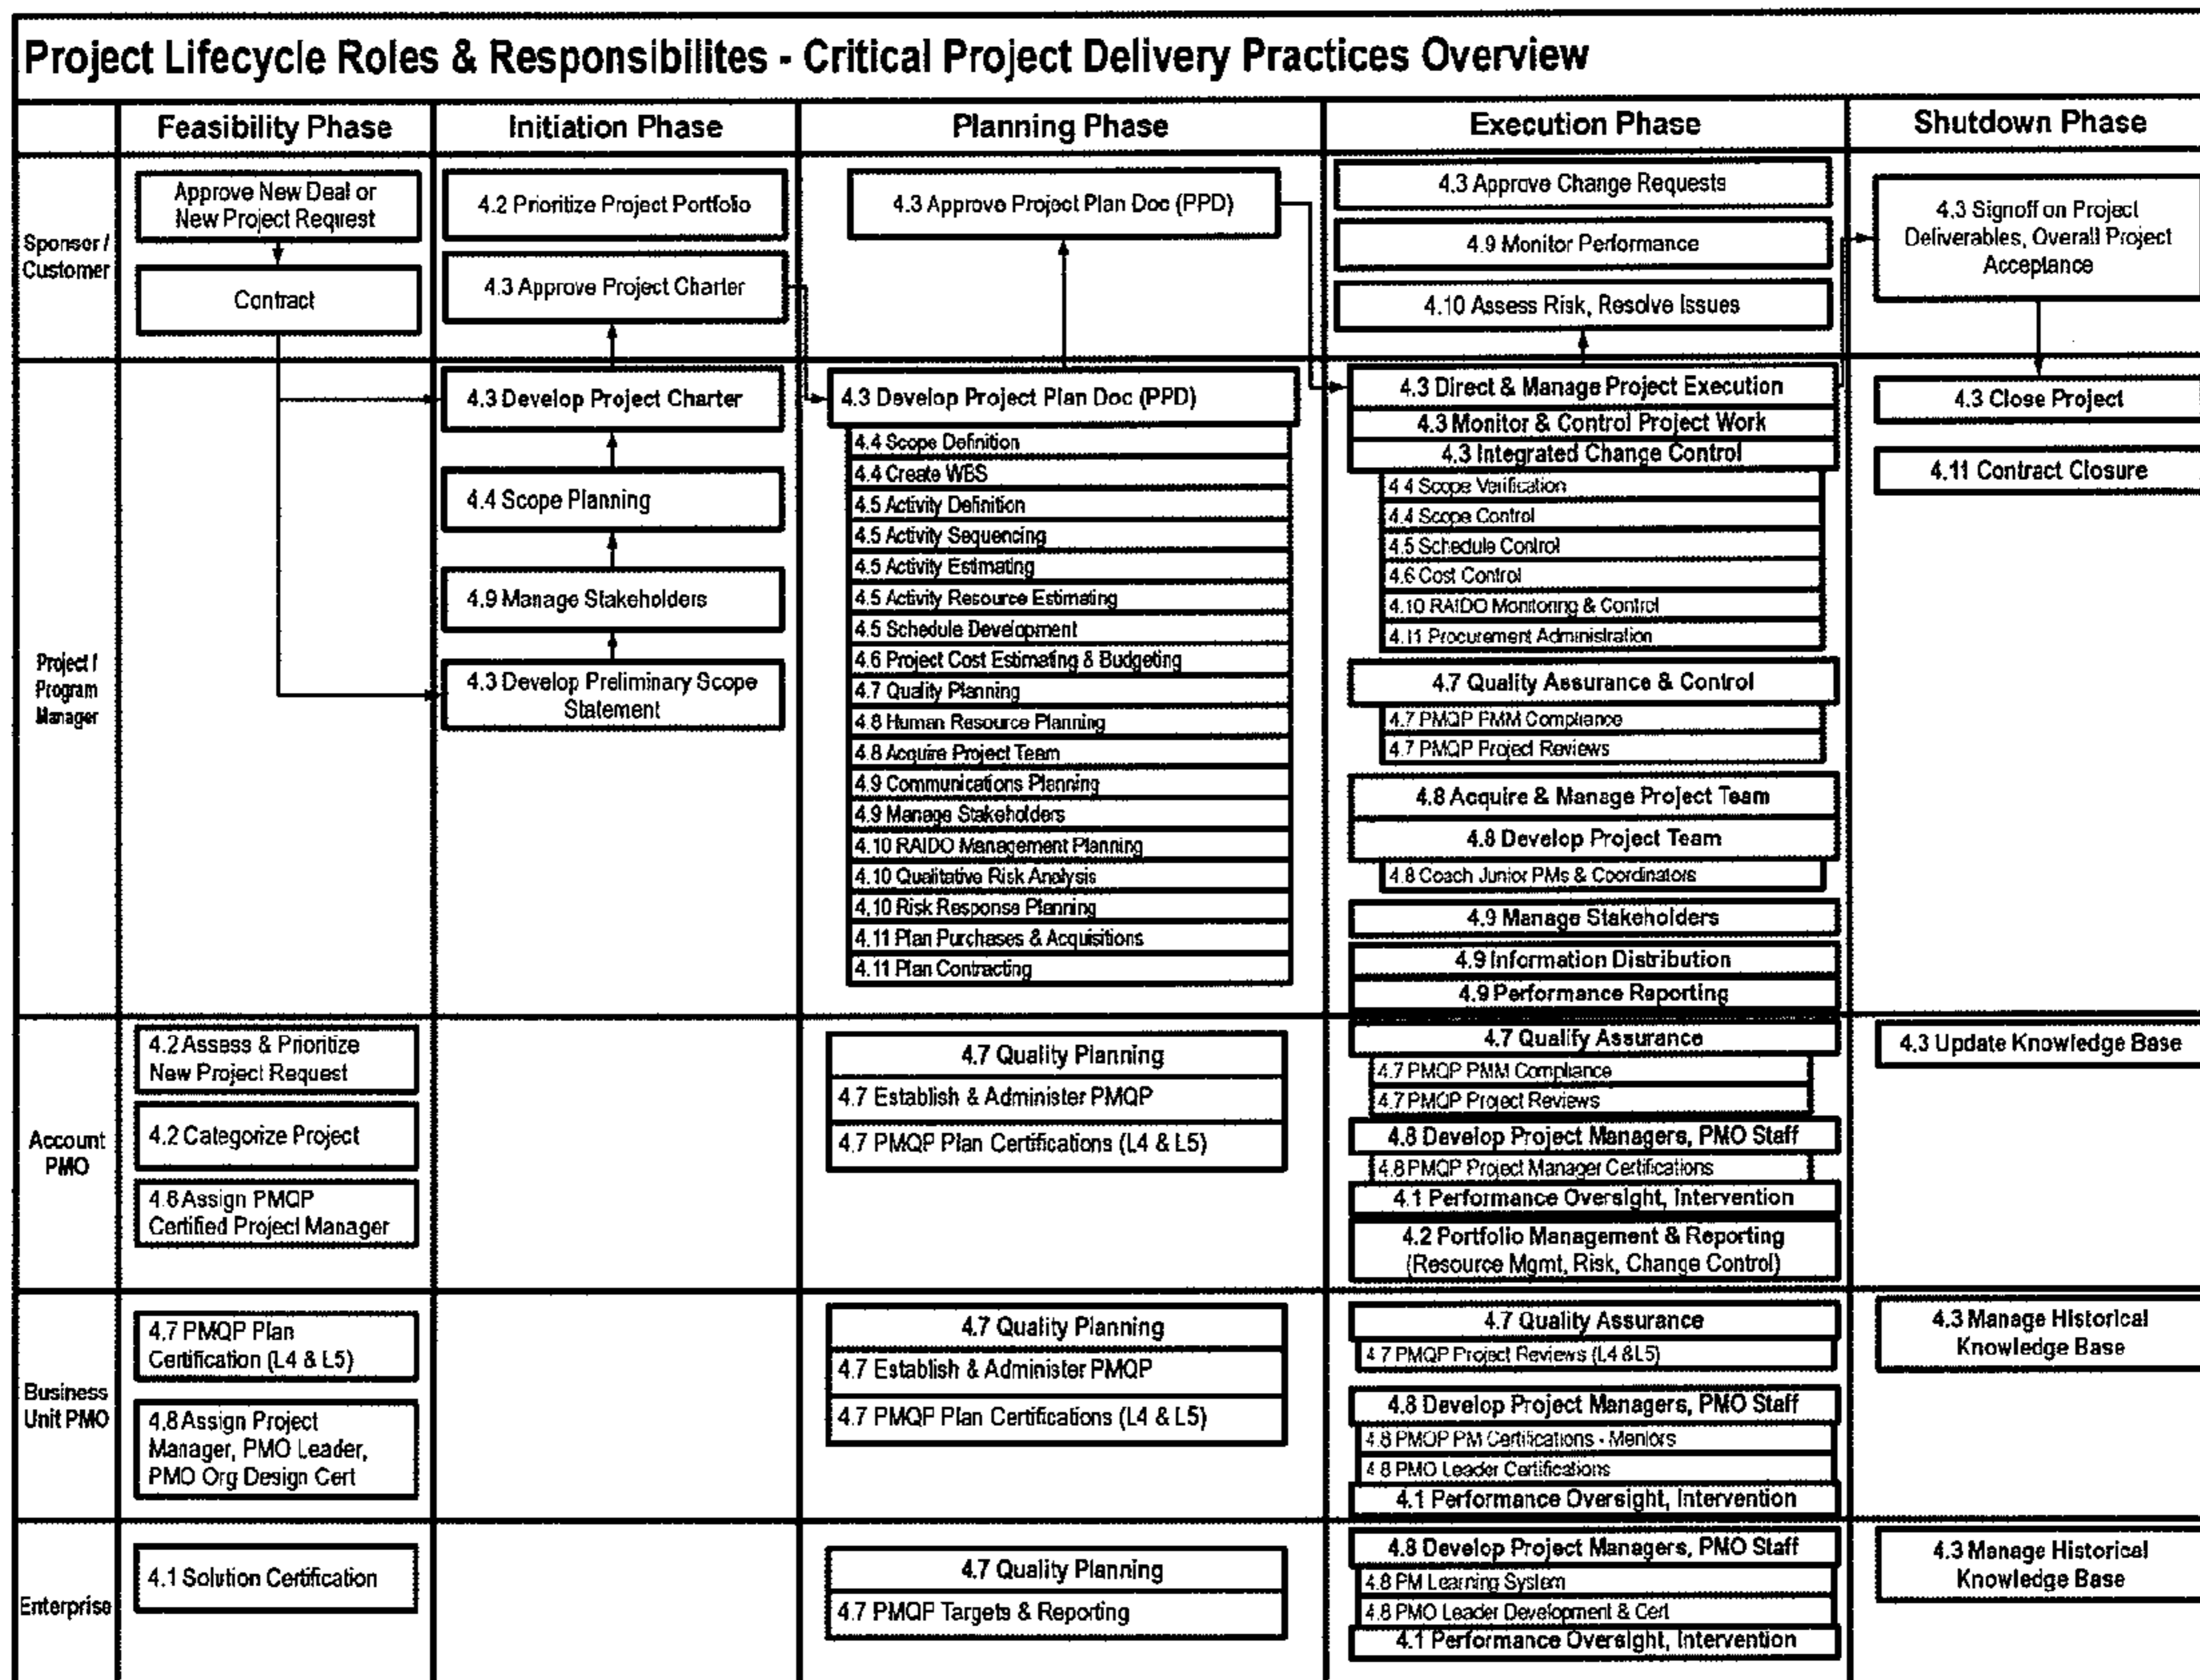 Project Lifecycle Roles & Responsibilites - Critical Project Delivery Practices Overview
Feasibility Phase
Initiation Phase
Planning Phase
Execution Phase
Shutdown Phase
Sponsor /
Customer
Approve New Deal or
New Project Request
Contract
4.2 Prioritize Project Portfolio
4.3 Approve Project Charter
4.3 Approve Project Plan Doc (PPD)
4.3 Approve Change Requests
4.9 Monitor Performance
4.10 Assess Risk, Resolve Issues
4.3 Signoff on Project
Deliverables, Overall Project
Acceptance
Project /
Program
Manager
4.3 Develop Project Charter
4.4 Scope Planning
4.9 Manage Stakeholders
4.3 Develop Preliminary Scope
Statement
4.3 Develop Project Plan Doc (PPD)
4.4 Scope Definition
4.4 Create WBS
4.5 Activity Definition
4.5 Activity Sequencing
4.5 Activity Estimating
4.5 Activity Resource Estimating
4.5 Schedule Development
4.6 Project Cost Estimating & Budgeting
4.7 Quality Planning
4.8 Human Resource Planning
4.8 Acquire Project Team
4.9 Communications Planning
4.9 Manage Stakeholders
4.10 RAIDO Management Planning
4.10 Qualitative Risk Analysis
4.10 Risk Response Planning
4.11 Plan Purchases & Acquisitions
4.11 Plan Contracting
4.3 Direct & Manage Project Execution
4.3 Monitor & Control Project Work
4.3 Integrated Change Control
4.4 Scope Verification
4.4 Scope Control
4.5 Schedule Control
4.6 Cost Control
4.10 RAIDO Monitoring & Control
4.11 Procurement Administration
4.7 Quality Assurance & Control
4.7 PMQP PMM Compliance
4.7 PMQP Project Reviews
4.8 Acquire & Manage Project Team
4.8 Develop Project Team
4.8 Coach Junior PMs & Coordinators
4.9 Manage Stakeholders
4.9 Information Distribution
4.9 Performance Reporting
4.3 Close Project
4.11 Contract Closure
Account
PMO
4.2 Assess & Prioritize
New Project Request
4.2 Categorize Project
4.8 Assign PMQP
Certified Project Manager
4.7 Quality Planning
4.7 Establish & Administer PMQP
4.7 PMQP Plan Certifications (L4 & L5)
4.7 Quality Assurance
4.7 PMQP PMM Compliance
4.7 PMQP Project Reviews
4.8 Develop Project Managers, PMO Staff
4.8 PMQP Project Manager Certifications
4.1 Performance Oversight, Intervention
4.2 Portfolio Management & Reporting
(Resource Mgmt, Risk, Change Control)
4.3 Update Knowledge Base
Business
Unit PMO
4.7 PMQP Plan
Certification (L4 & L5)
4.8 Assign Project
Manager, PMO Leader,
PMO Org Design Cert
4.7 Quality Planning
4.7 Establish & Administer PMQP
4.7 PMQP Plan Certifications (L4 & L5)
4.7 Quality Assurance
4.7 PMQP Project Reviews (L4 & L5)
4.8 Develop Project Managers, PMO Staff
4.8 PMQP PM Certifications - Mentors
4.8 PMO Leader Certifications
4.1 Performance Oversight, Intervention
4.3 Manage Historical
Knowledge Base
Enterprise
4.1 Solution Certification
4.7 Quality Planning
4.7 PMQP Targets & Reporting
4.8 Develop Project Managers, PMO Staff
4.8 PM Learning System
4.8 PMO Leader Development & Cert
4.1 Performance Oversight, Intervention
4.3 Manage Historical
Knowledge Base